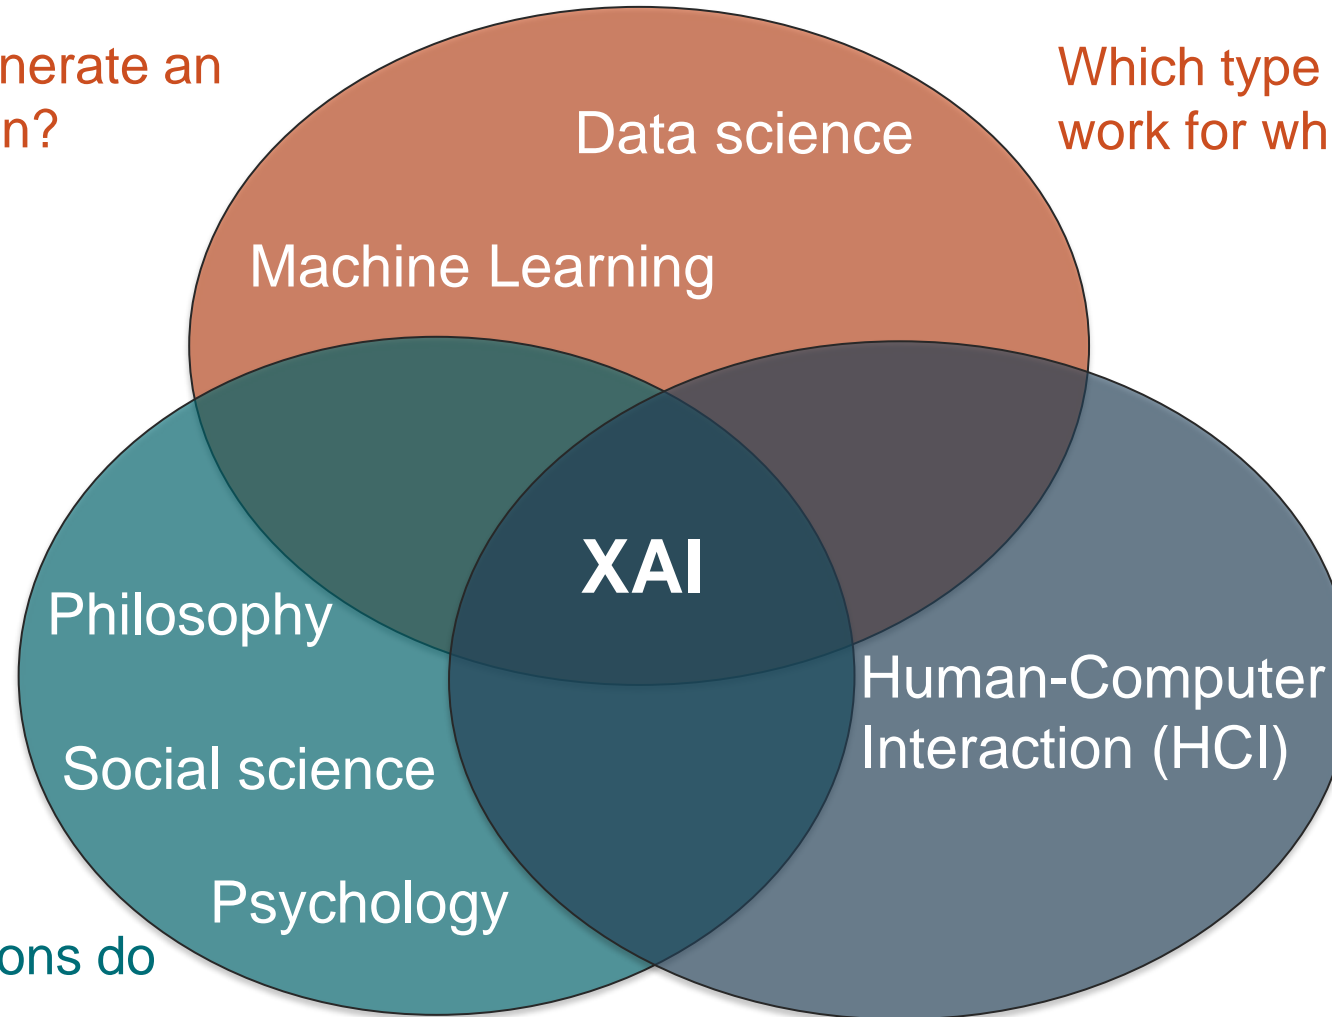 nerate an
n?
Which type
work for wh
Data science
Machine Learning
XAI
Philosophy
Human-Computer
Interaction (HCI)
Social science
Psychology
ons do